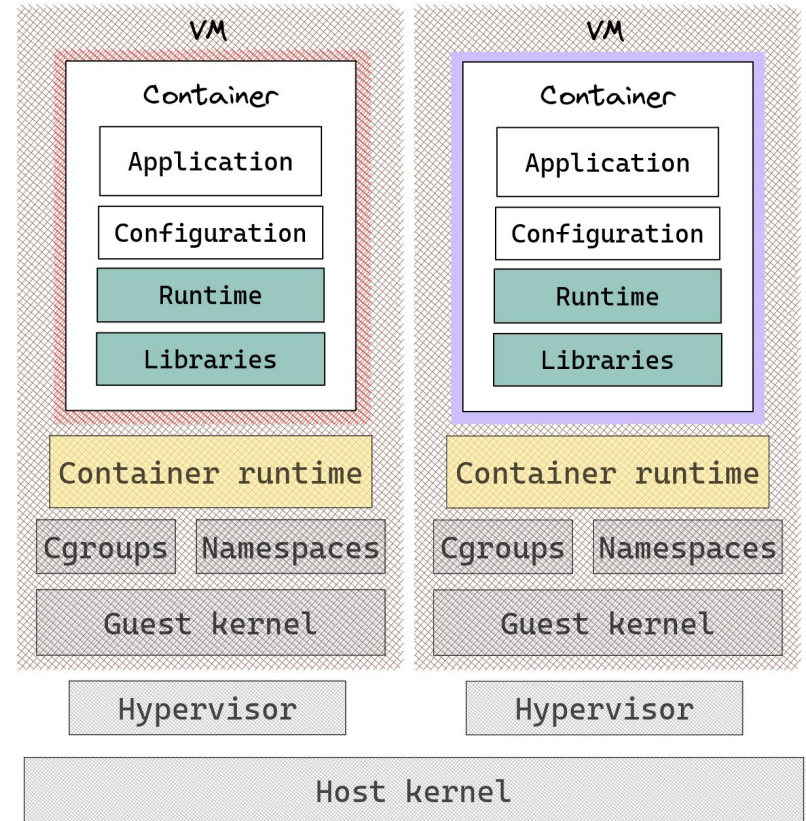 VM
Container
Application
Configuration
Runtime
Libraries
Container runtime
Cgroups
Namespaces
Guest kernel
Hypervisor
VM
Container
Application
Configuration
Runtime
Libraries
Container runtime
Cgroups
Namespaces
Guest kernel
Hypervisor
Host kernel